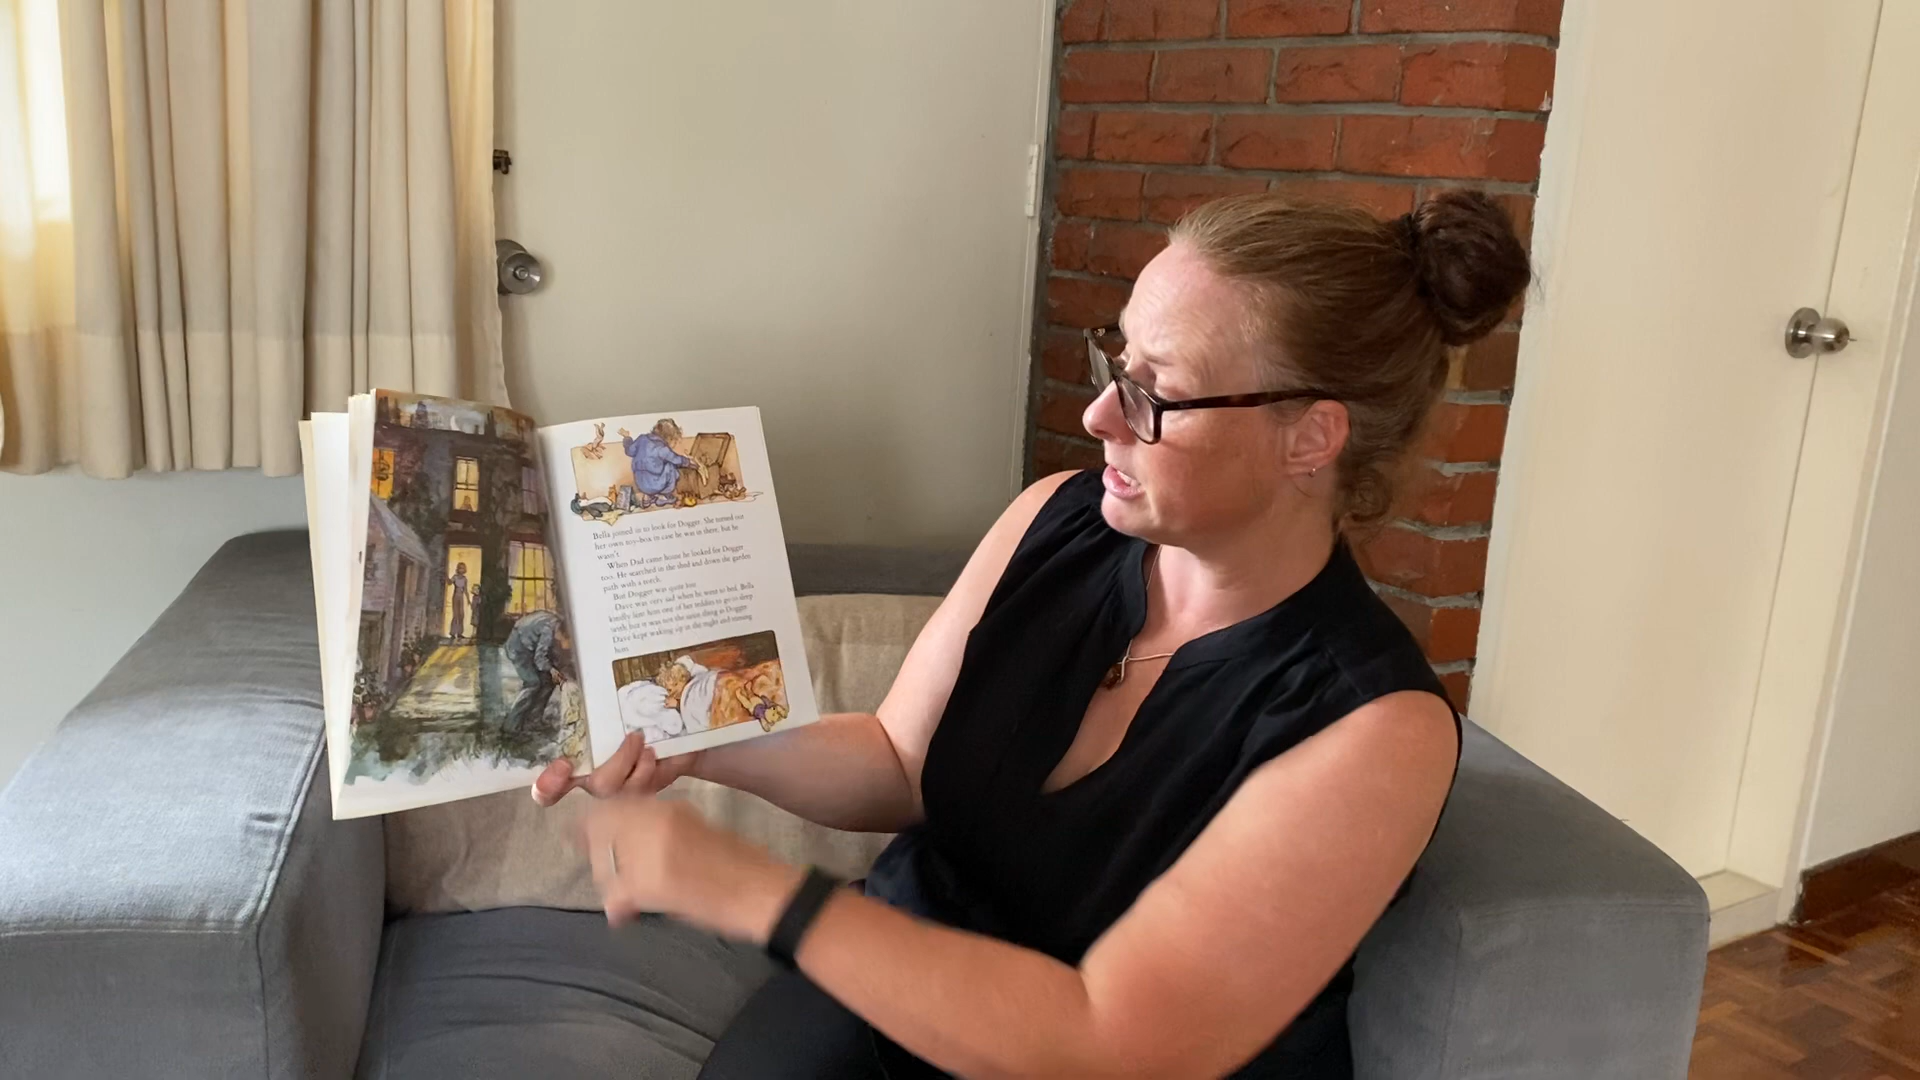 Bella joined in to look for Dogger. She turned out
her own toy-box in case he was in there, but he
wasn't.
When Dad came home he looked for Dogger
too. He searched in the shed and down the garden
path with a torch.
But Dogger was quite lost.
Dave was very sad when he went to bed. Bella
kindly lent him one of her teddies to go to sleep
with but it was not the same thing as Dogger.
Dave kept waking up in the night and missing
him.